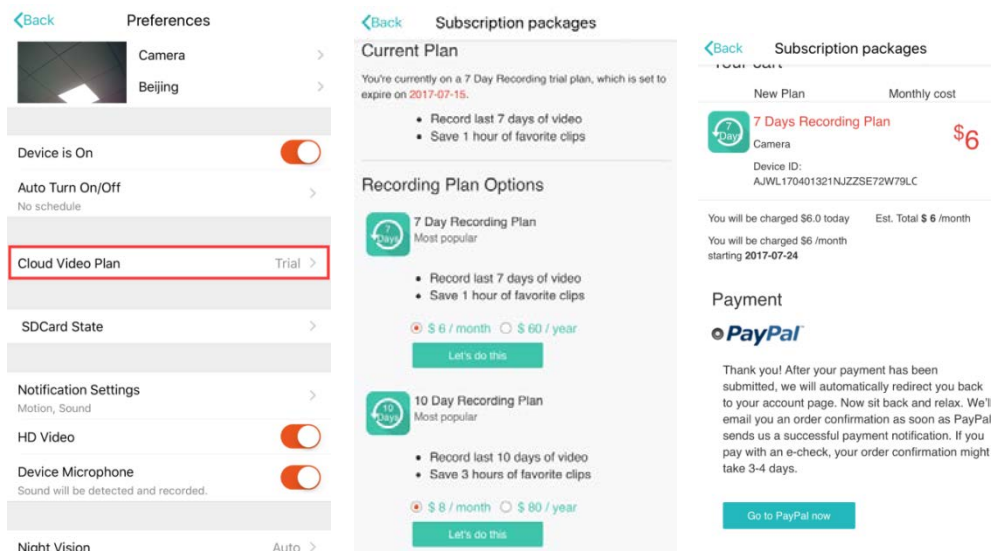 Back
Preferences
Camera
Beijing
Device is On
Auto Turn On/Off
No schedule
Cloud Video Plan
Trial
SDCard State
Notification Settings
Motion, Sound
HD Video
Device Microphone
Sound will be detected and recorded.
Night Vision
Auto
Back
Subscription packages
Current Plan
You're currently on a 7 Day Recording trial plan, which is set to
expire on 2017-07-15.
• Record last 7 days of video
• Save 1 hour of favorite clips
Recording Plan Options
7
Days
7 Day Recording Plan
Most popular
• Record last 7 days of video
• Save 1 hour of favorite clips
$ 6 / month
$ 60 / year
Let's do this
10
Days
10 Day Recording Plan
Most popular
• Record last 10 days of video
• Save 3 hours of favorite clips
$ 8 / month
$ 80 / year
Let's do this
Back
Subscription packages
Your cart
New Plan
Monthly cost
7
Days
7 Days Recording Plan
$6
Camera
Device ID:
AJWL170401321NJZZSE72W79LC
You will be charged $6.0 today
Est. Total $ 6 /month
You will be charged $6 /month
starting 2017-07-24
Payment
PayPal
Thank you! After your payment has been
submitted, we will automatically redirect you back
to your account page. Now sit back and relax. We'll
email you an order confirmation as soon as PayPal
sends us a successful payment notification. If you
pay with an e-check, your order confirmation might
take 3-4 days.
Go to PayPal now